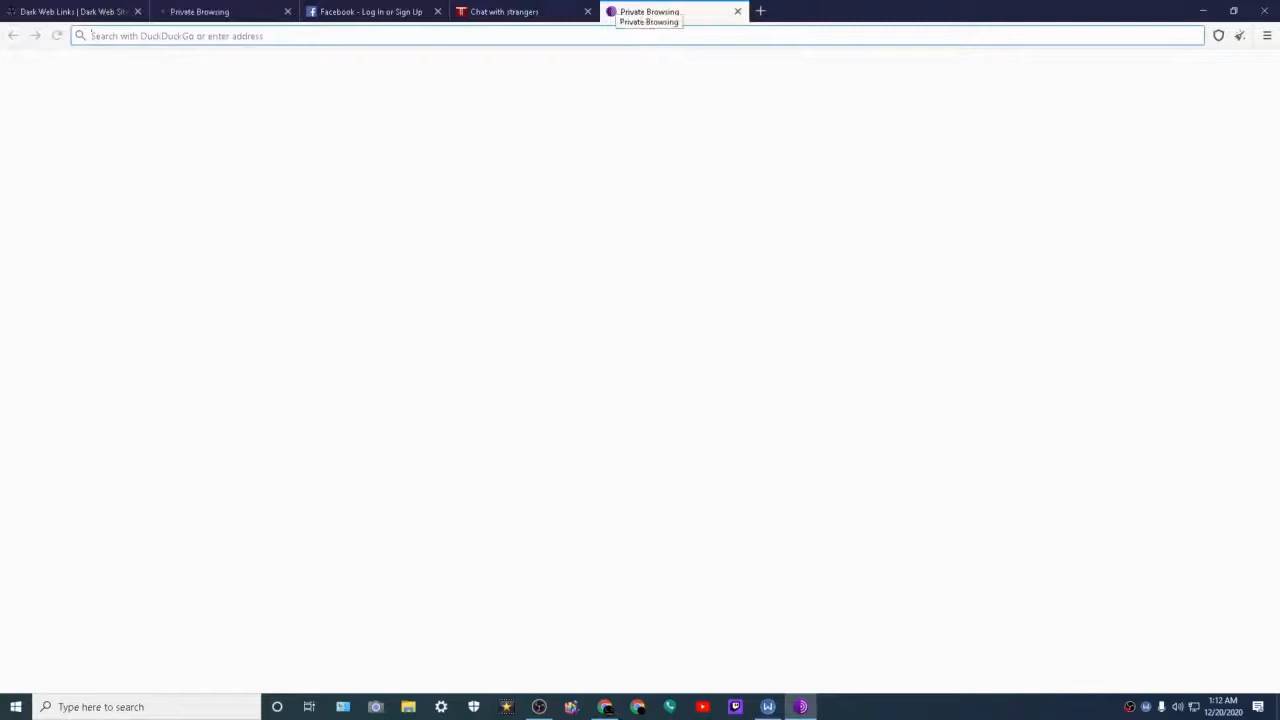 Dark Web Links | Dark Web Sit
Private Browsing
Facebook - Log In or Sign Up
Chat with strangers
Private Browsing
Private Browsing
Search with DuckDuckGo or enter address
Type here to search
1:12 AM
12/20/2020